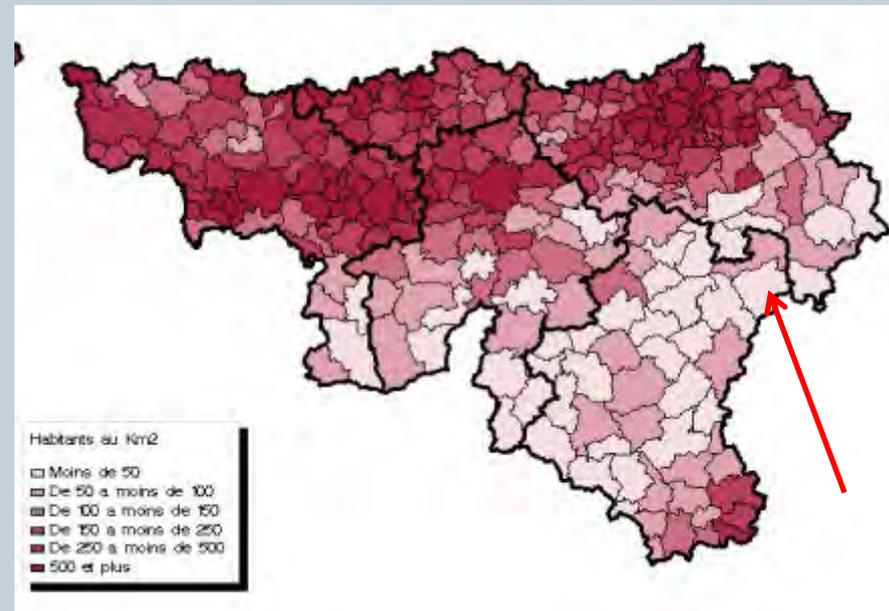 Habitants au Km2
Moins de 50
De 50 a moins de 100
De 100 a moins de 150
De 150 a moins de 250
De 250 a moins de 500
500 et plus